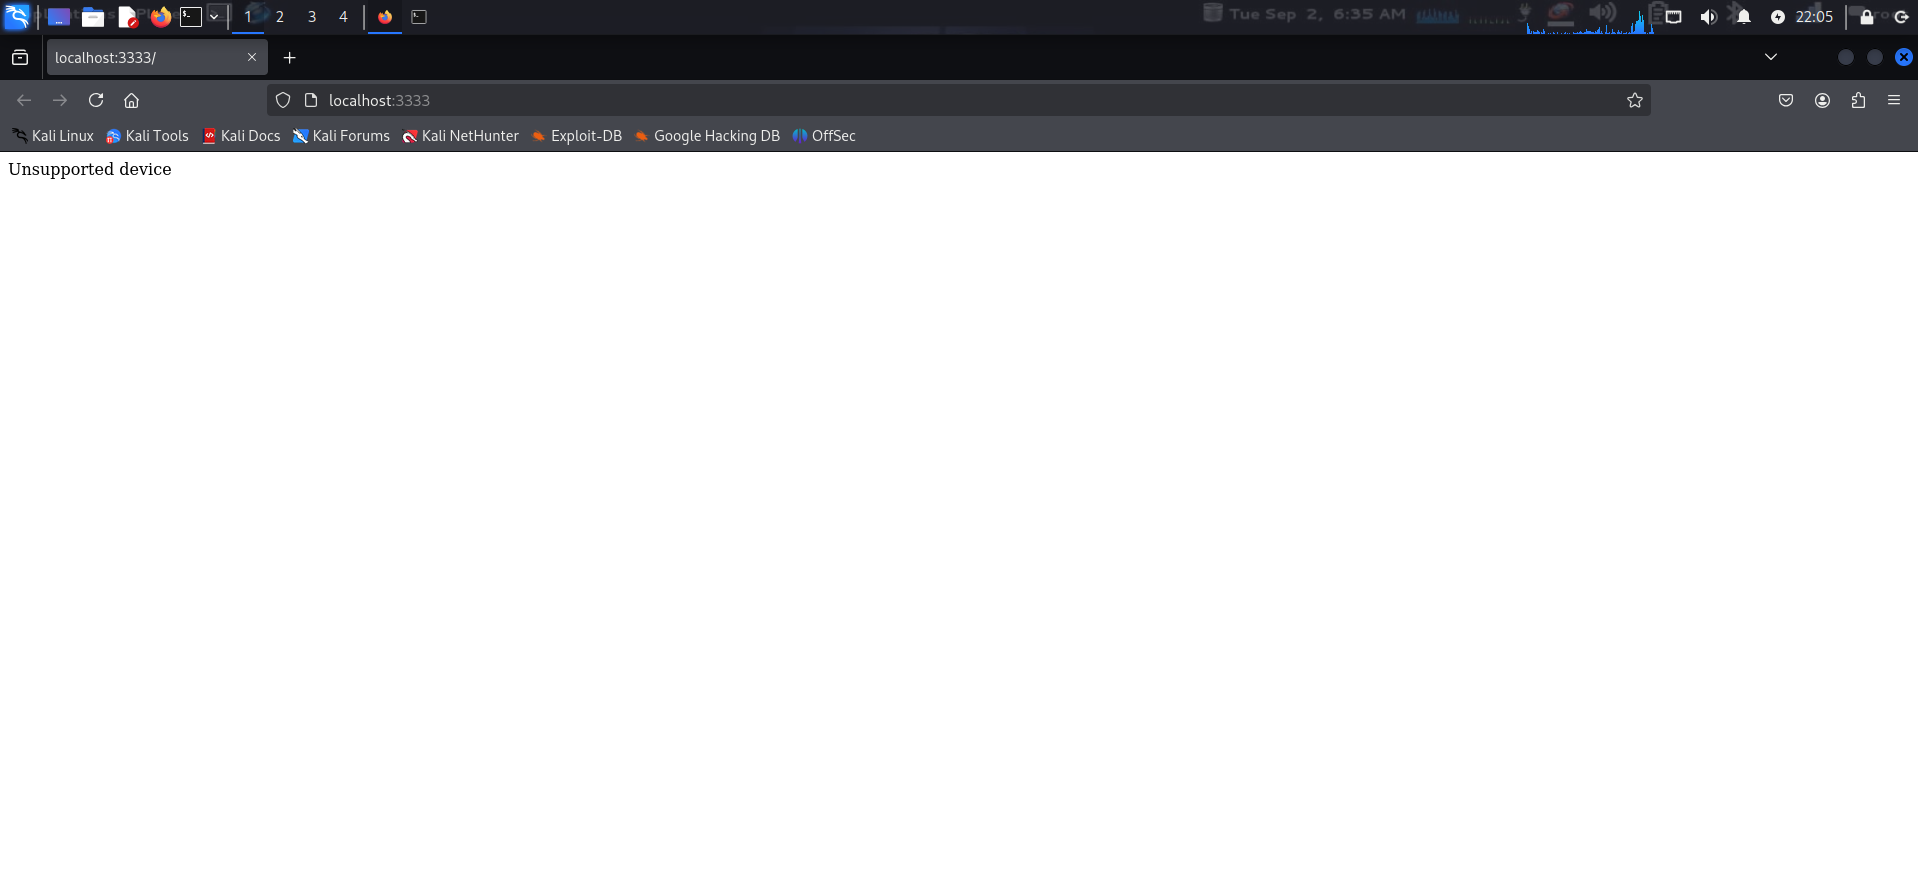 1 2 3 4 Tue Sep 2, 6:35 AM 22:05
localhost:3333/
localhost:3333
Kali Linux Kali Tools Kali Docs Kali Forums Kali NetHunter Exploit-DB Google Hacking DB OffSec
Unsupported device